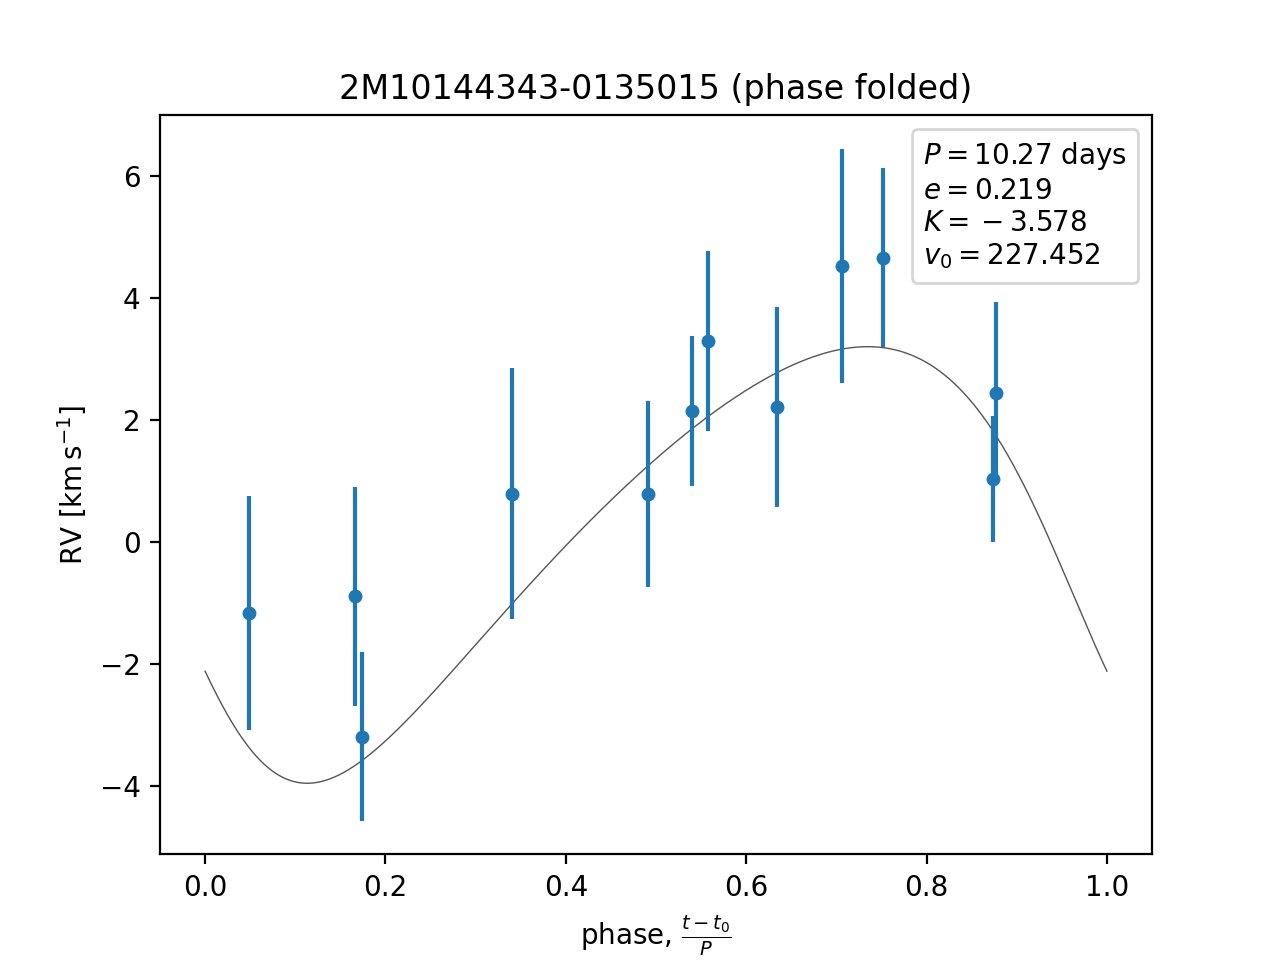 2M10144343-0135015 (phase folded)
P = 10.27 days
e = 0.219
K = − 3.578
v₀ = 227.452
6
4
2
0
−2
−4
RV [km s⁻¹]
0.0 0.2 0.4 0.6 0.8 1.0
phase, (t − t₀)/P